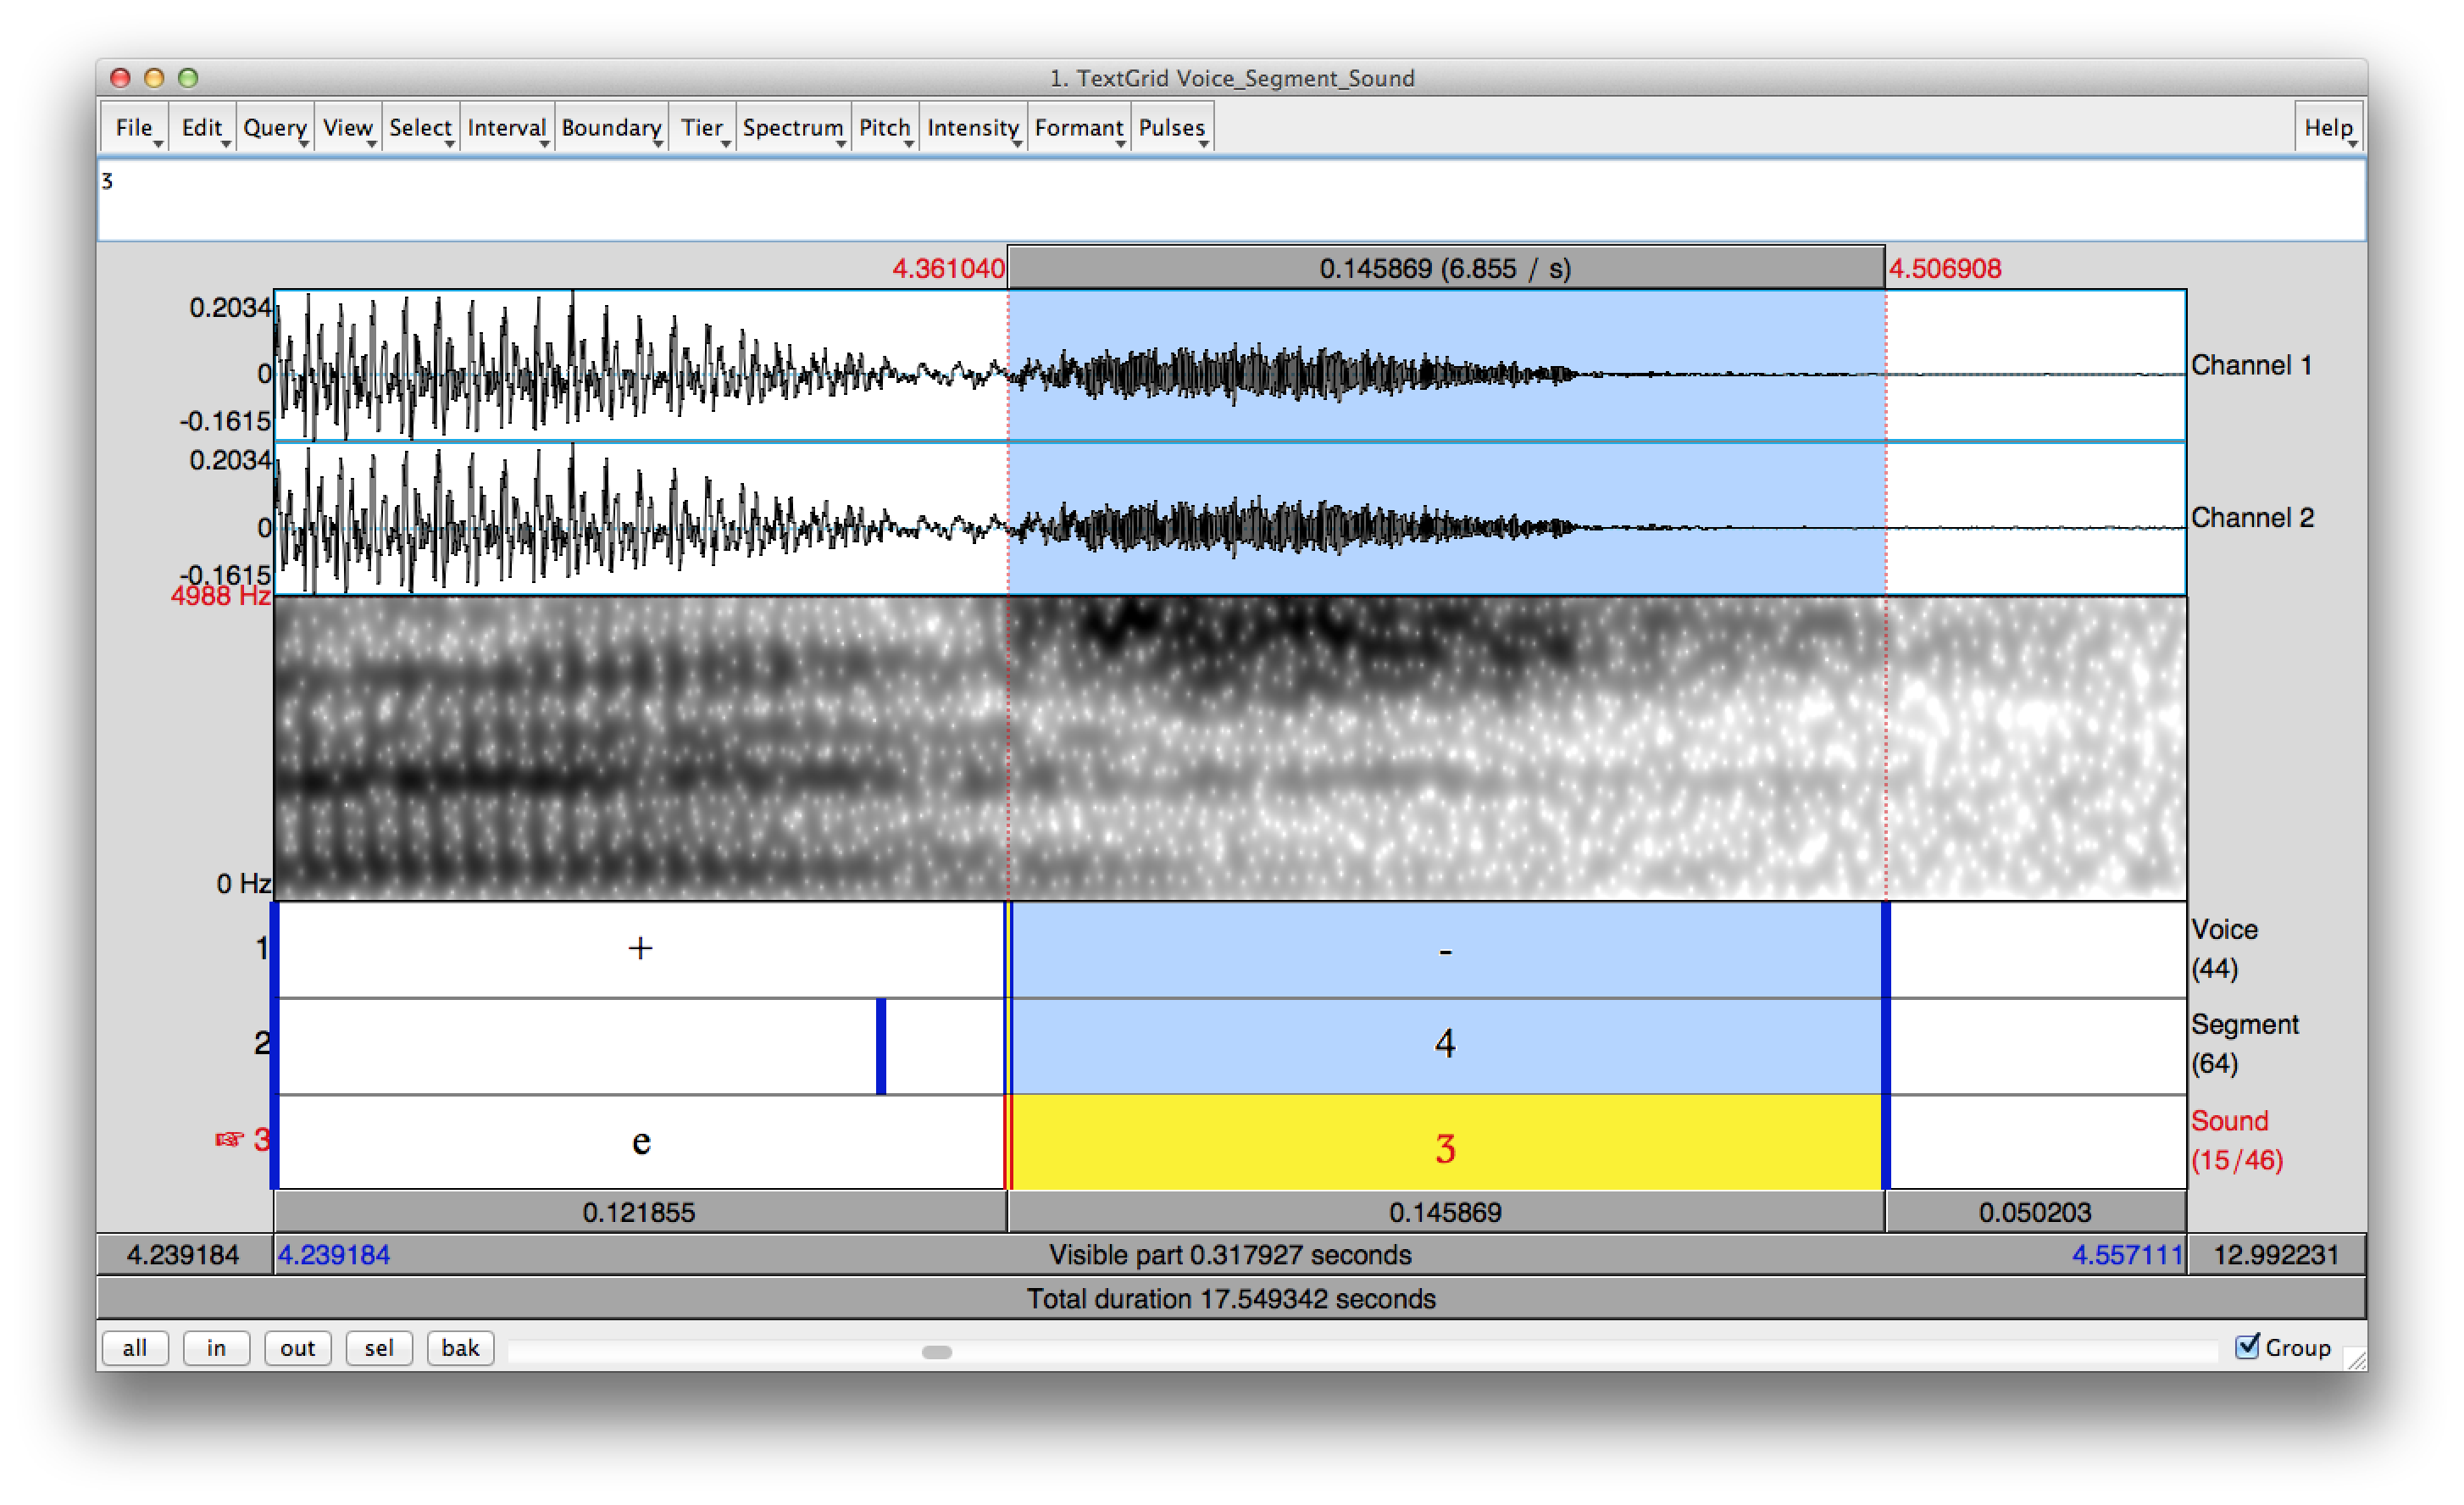 1. TextGrid Voice_Segment_Sound
File Edit Query View Select Interval Boundary Tier Spectrum Pitch Intensity Formant Pulses Help
3
4.361040 0.145869 (6.855 / s) 4.506908
0.2034
0 Channel 1
-0.1615
0.2034
0 Channel 2
-0.1615
4988 Hz
0 Hz
1 + - Voice
(44)
2 4 Segment
(64)
☞ 3 e 3 Sound
(15/46)
0.121855 0.145869 0.050203
4.239184 4.239184 Visible part 0.317927 seconds 4.557111 12.992231
Total duration 17.549342 seconds
all in out sel bak Group